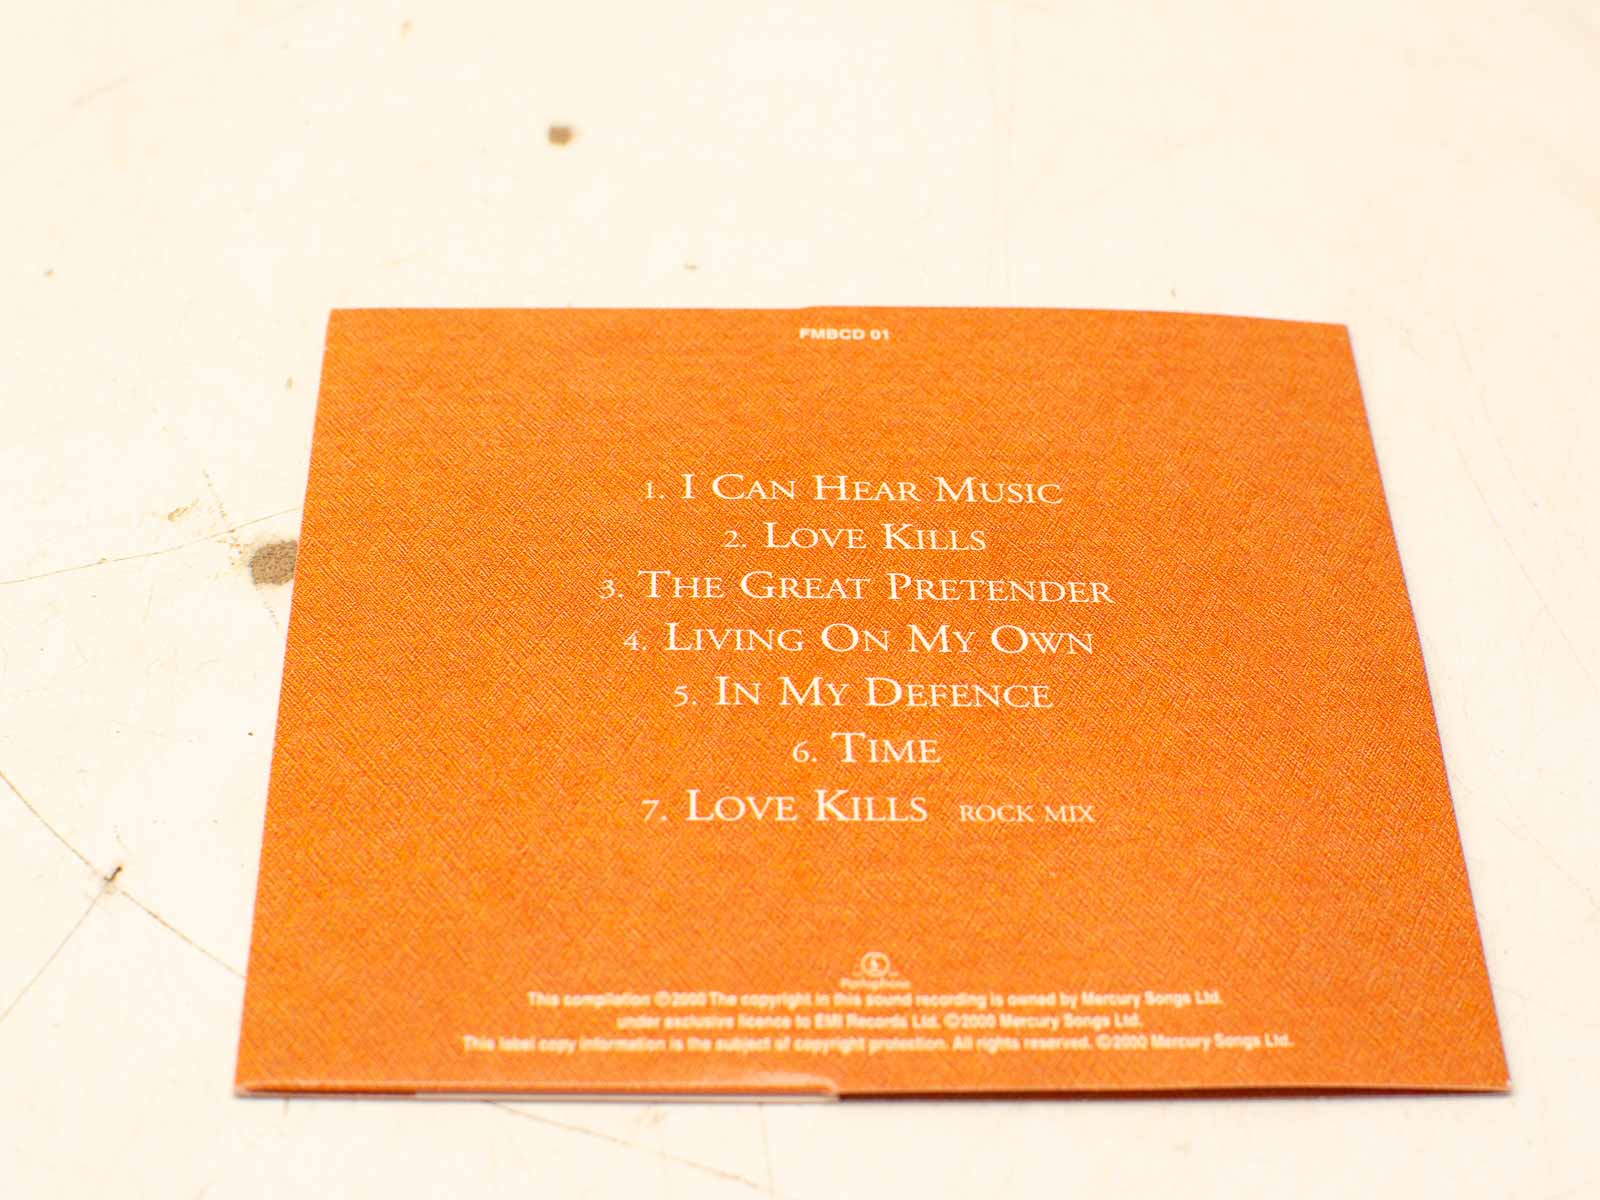 FMBCD 01
1. I Can Hear Music
2. Love Kills
3. The Great Pretender
4. Living On My Own
5. In My Defence
6. Time
7. Love Kills rock mix
Parlophone
This compilation ©2000 The copyright in this sound recording is owned by Mercury Songs Ltd.
under exclusive licence to EMI Records Ltd. ©2000 Mercury Songs Ltd.
This label copy information is the subject of copyright protection. All rights reserved. ©2000 Mercury Songs Ltd.